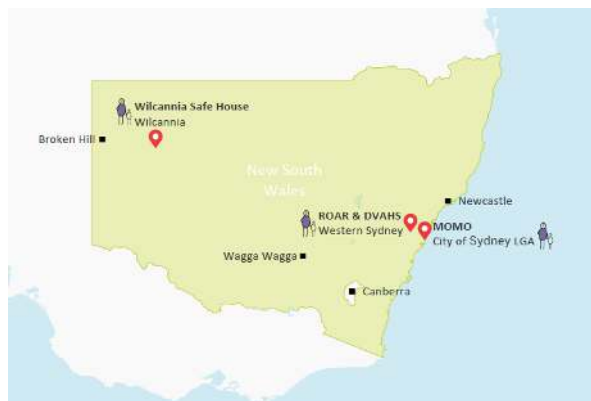 Wilcannia Safe House
Wilcannia
Broken Hill
New South
Wales
Newcastle
ROAR & DVAHS
Western Sydney
MOMO
City of Sydney LGA
Wagga Wagga
Canberra